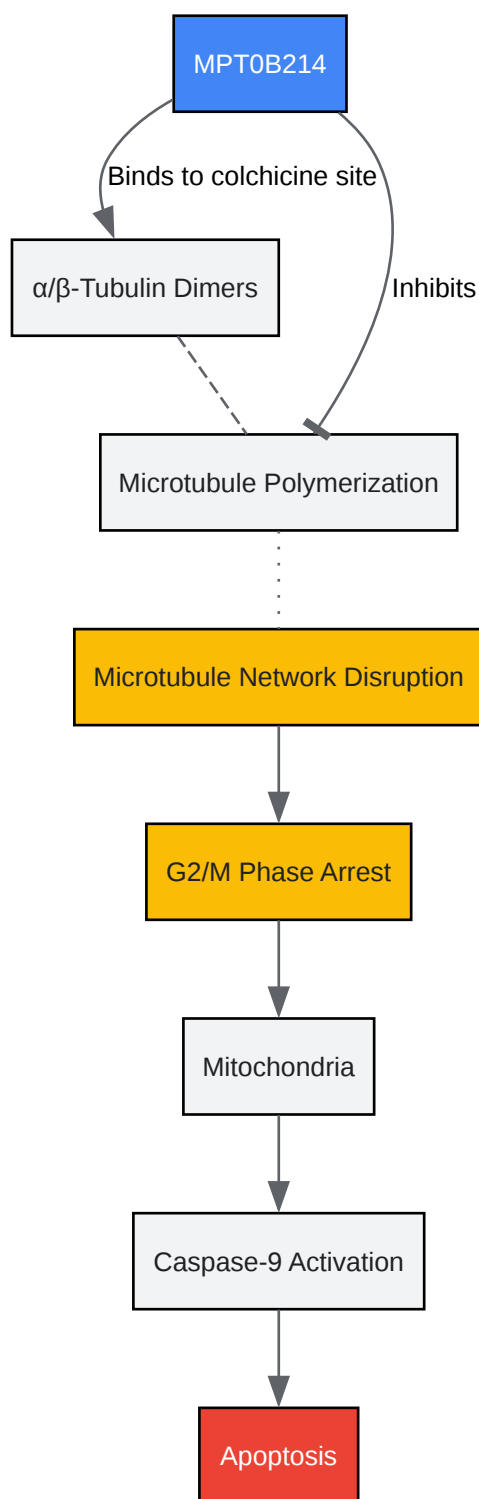 MPT0B214
Binds to colchicine site
α/β-Tubulin Dimers
Inhibits
Microtubule Polymerization
Microtubule Network Disruption
G2/M Phase Arrest
Mitochondria
Caspase-9 Activation
Apoptosis